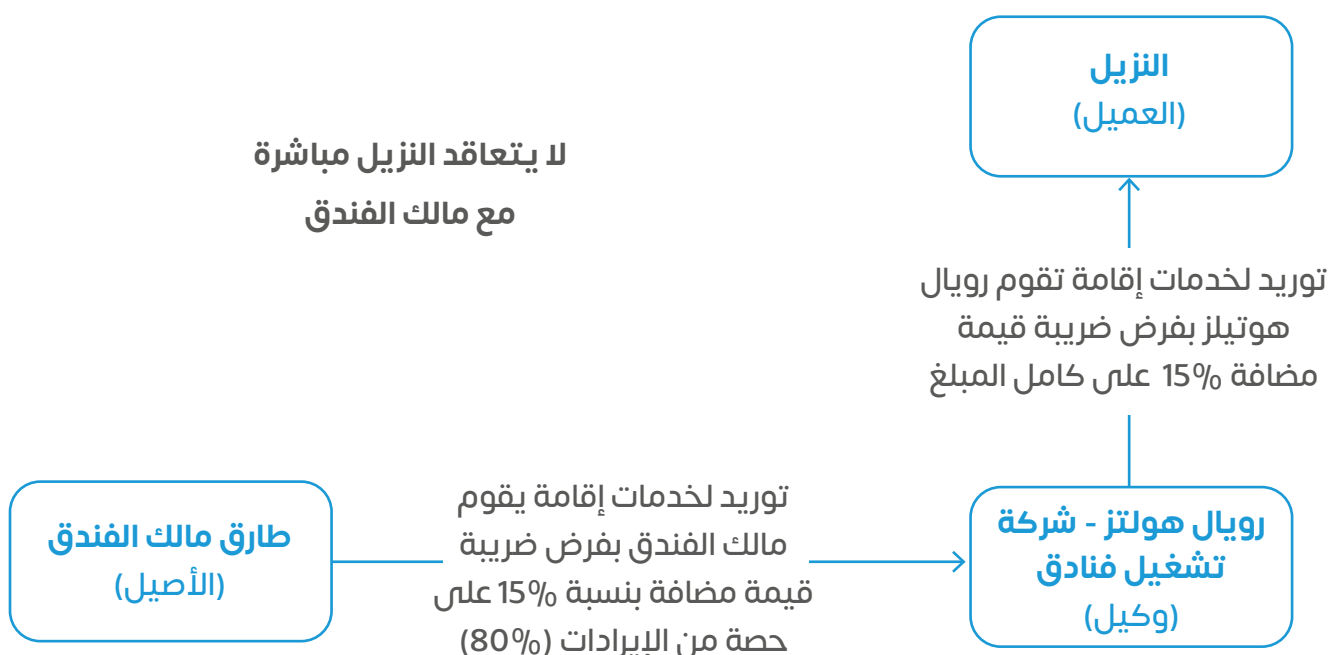 النزيل
(العميل)
لا يتعاقد النزيل مباشرة
مع مالك الفندق
توريد لخدمات إقامة تقوم رويال
هوتيلز بفرض ضريبة قيمة
مضافة 15% على كامل المبلغ
رويال هولتز - شركة
تشغيل فنادق
(وكيل)
توريد لخدمات إقامة يقوم
مالك الفندق بفرض ضريبة
قيمة مضافة بنسبة 15% على
حصة من الإيرادات (80%)
طارق مالك الفندق
(الأصيل)